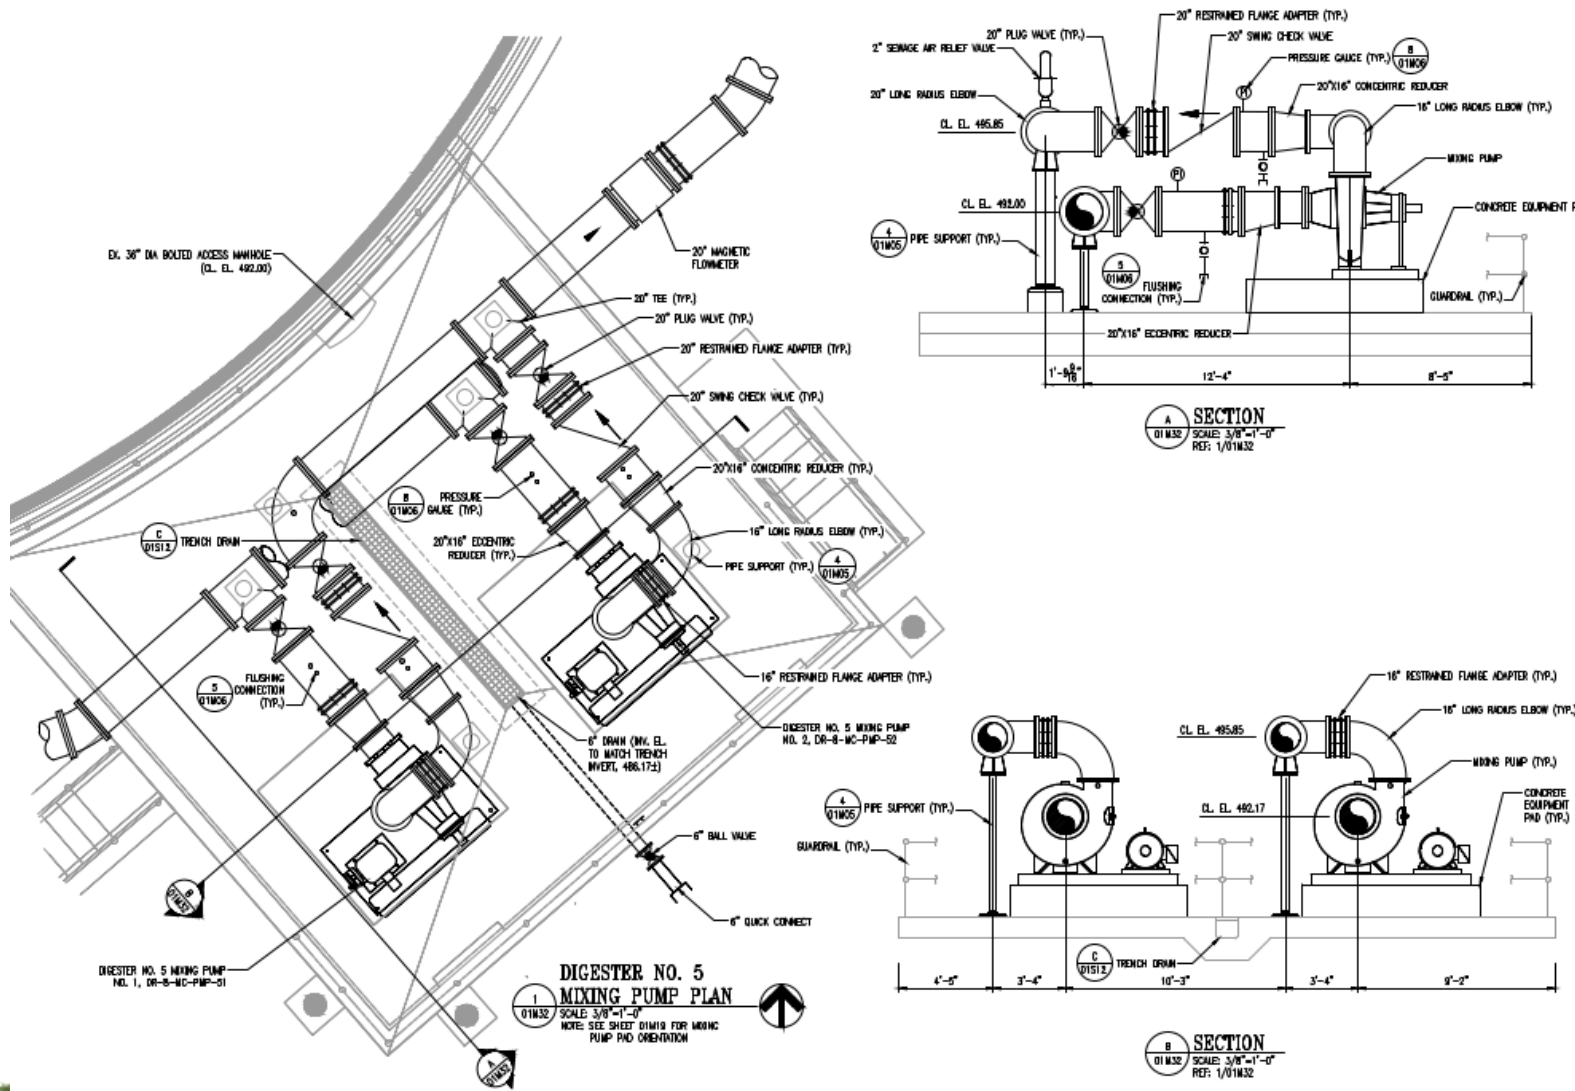 EX. 36" DIA BOLTED ACCESS MANHOLE
(CL. EL. 492.00)
20" MAGNETIC
FLOWMETER
20" TEE (TYP.)
20" PLUG VALVE (TYP.)
20" RESTRAINED FLANGE ADAPTER (TYP.)
20" SWING CHECK VALVE (TYP.)
20"X16" CONCENTRIC REDUCER (TYP.)
8
01M06
PRESSURE
GAUGE (TYP.)
C
01S12
TRENCH DRAIN
20"X16" ECCENTRIC
REDUCER (TYP.)
16" LONG RADIUS ELBOW (TYP.)
PIPE SUPPORT (TYP.)
4
01M05
5
01M06
FLUSHING
CONNECTION
(TYP.)
16" RESTRAINED FLANGE ADAPTER (TYP.)
DIGESTER NO. 5 MIXING PUMP
NO. 2, DR-8-MC-PMP-52
6" DRAIN (INV. EL.
TO MATCH TRENCH
INVERT, 486.17±)
6" BALL VALVE
6" QUICK CONNECT
B
01M32
DIGESTER NO. 5 MIXING PUMP
NO. 1, DR-8-MC-PMP-51
A
01M32
1
01M32
DIGESTER NO. 5
MIXING PUMP PLAN
SCALE: 3/8"=1'-0"
NOTE: SEE SHEET 01M19 FOR MIXING
PUMP PAD ORIENTATION
20" RESTRAINED FLANGE ADAPTER (TYP.)
20" PLUG VALVE (TYP.)
20" SWING CHECK VALVE
2" SEWAGE AIR RELIEF VALVE
PRESSURE GAUGE (TYP.)
8
01M06
20" LONG RADIUS ELBOW
PI
20"X16" CONCENTRIC REDUCER
16" LONG RADIUS ELBOW (TYP.)
CL. EL. 495.85
MIXING PUMP
PI
CL. EL. 492.00
CONCRETE EQUIPMENT P
4
01M05
PIPE SUPPORT (TYP.)
5
01M06
FLUSHING
CONNECTION (TYP.)
GUARDRAIL (TYP.)
20"X16" ECCENTRIC REDUCER
12'-4"
8'-5"
A
01M32
SECTION
SCALE: 3/8"=1'-0"
REF: 1/01M32
16" RESTRAINED FLANGE ADAPTER (TYP.)
16" LONG RADIUS ELBOW (TYP.)
CL. EL. 495.85
MIXING PUMP (TYP.)
4
01M05
PIPE SUPPORT (TYP.)
CL. EL. 492.17
CONCRETE
EQUIPMENT
PAD (TYP.)
GUARDRAIL (TYP.)
C
01S12
TRENCH DRAIN
4'-5"
3'-4"
10'-3"
3'-4"
9'-2"
B
01M32
SECTION
SCALE: 3/8"=1'-0"
REF: 1/01M32